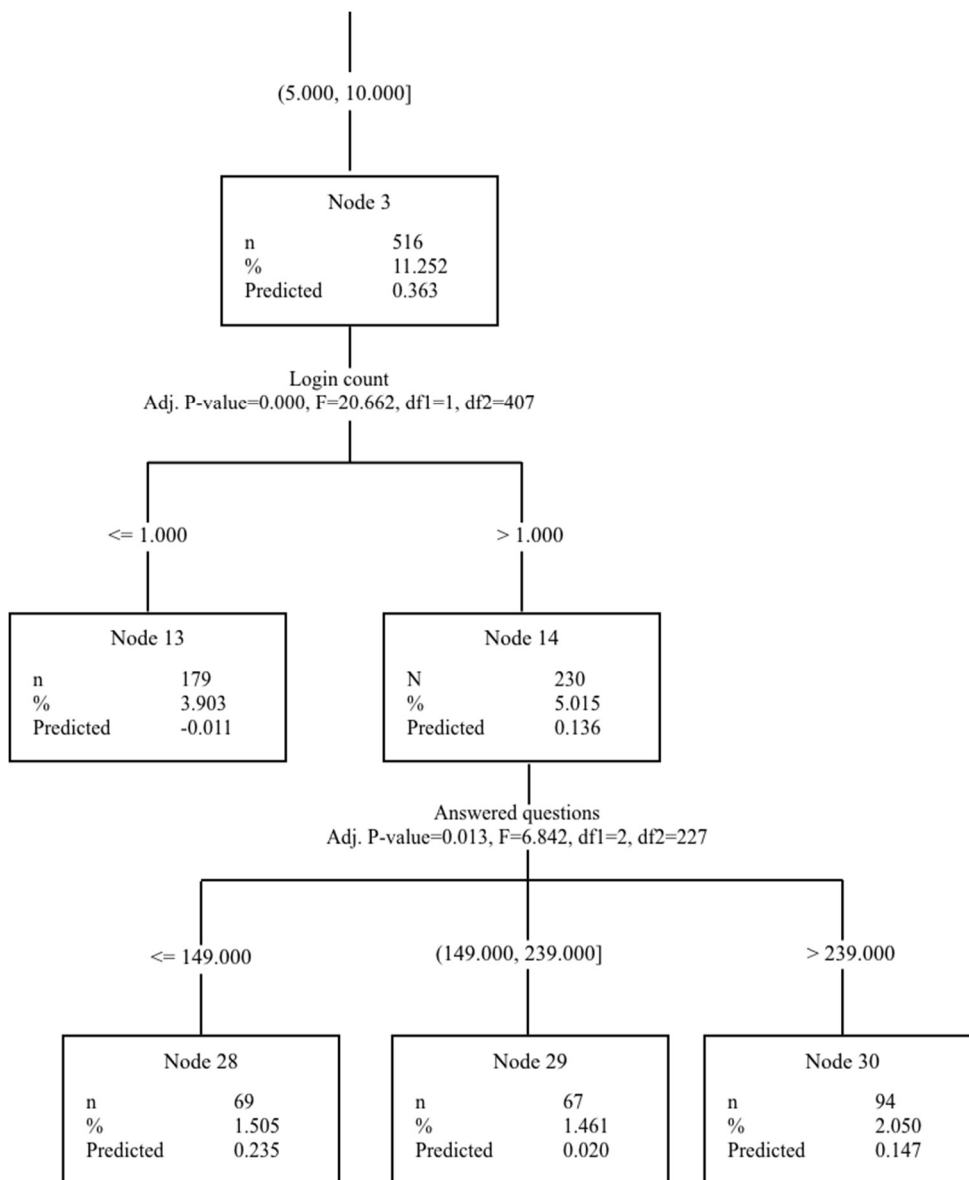 (5.000, 10.000]
Node 3
n 516
% 11.252
Predicted 0.363
Login count
Adj. P-value=0.000, F=20.662, df1=1, df2=407
<= 1.000
> 1.000
Node 13
n 179
% 3.903
Predicted -0.011
Node 14
N 230
% 5.015
Predicted 0.136
Answered questions
Adj. P-value=0.013, F=6.842, df1=2, df2=227
<= 149.000
(149.000, 239.000]
> 239.000
Node 28
n 69
% 1.505
Predicted 0.235
Node 29
n 67
% 1.461
Predicted 0.020
Node 30
n 94
% 2.050
Predicted 0.147